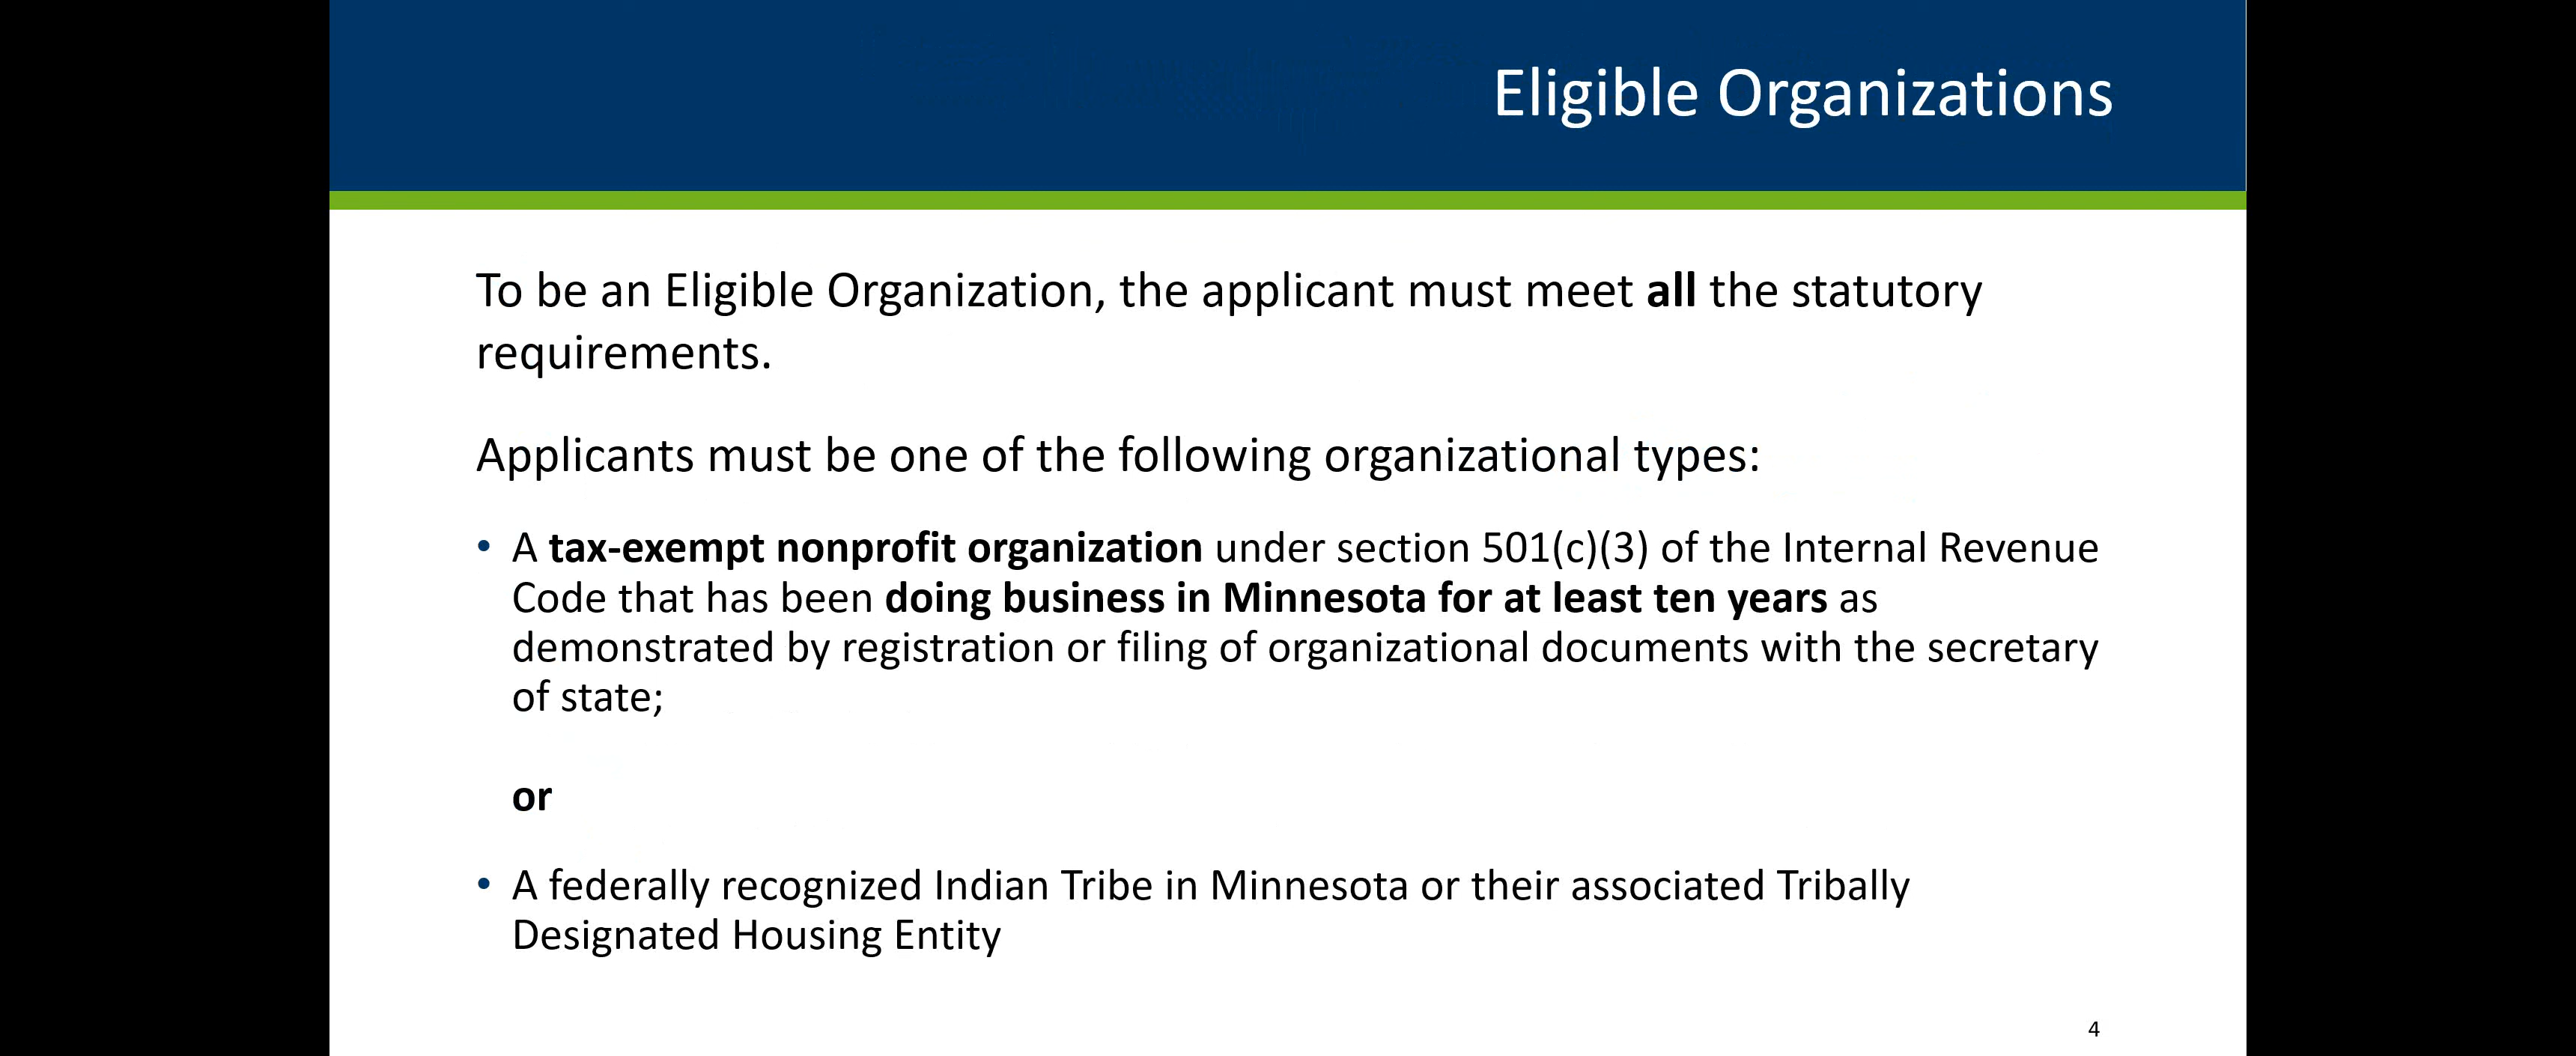 Eligible Organizations
To be an Eligible Organization, the applicant must meet all the statutory
requirements.
Applicants must be one of the following organizational types:
• A tax-exempt nonprofit organization under section 501(c)(3) of the Internal Revenue
Code that has been doing business in Minnesota for at least ten years as
demonstrated by registration or filing of organizational documents with the secretary
of state;
or
• A federally recognized Indian Tribe in Minnesota or their associated Tribally
Designated Housing Entity
4